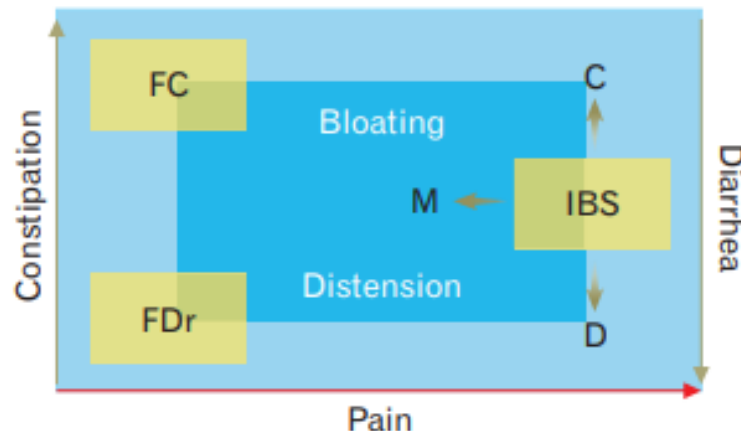 FC
C
Bloating
Constipation
M
IBS
Diarrhea
Distension
FDr
D
Pain